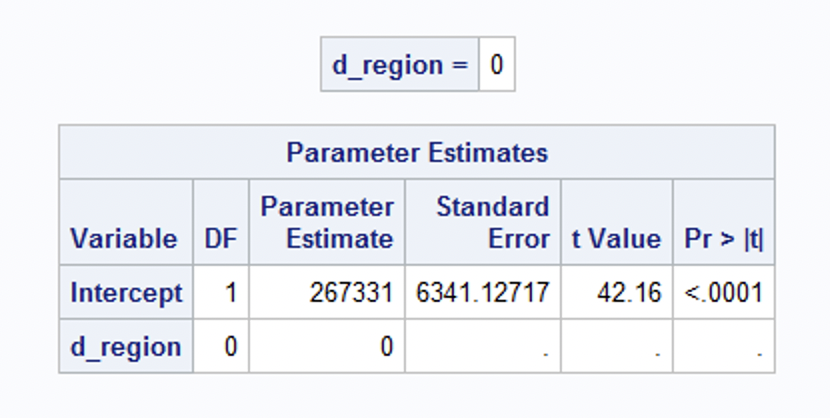 d_region = 0
Parameter Estimates
Variable DF Parameter Estimate Standard Error t Value Pr > |t|
Intercept 1 267331 6341.12717 42.16 <.0001
d_region 0 0 . . .